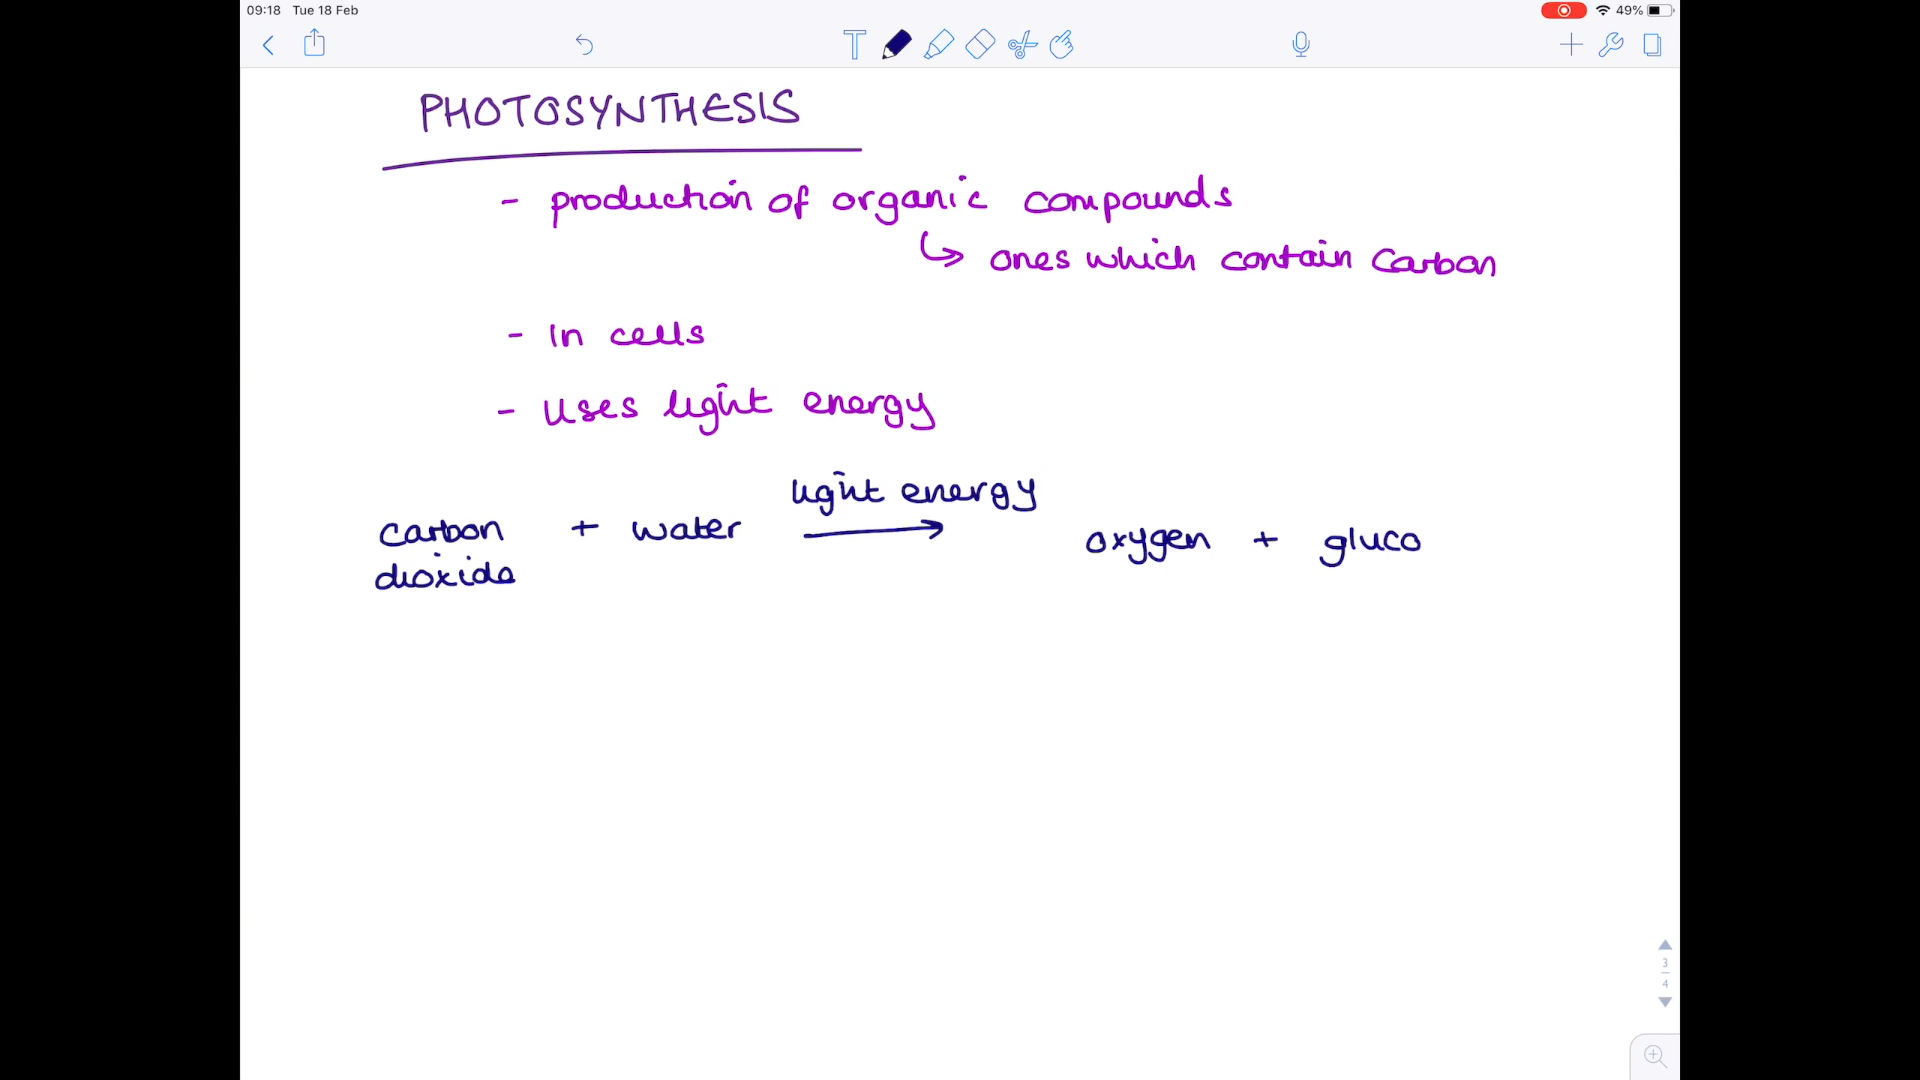 09:18 Tue 18 Feb
49%
T
PHOTOSYNTHESIS
- production of organic compounds
↳ ones which contain carbon
- In cells
- uses light energy
light energy
carbon + water → oxygen + gluco
dioxide
3
4